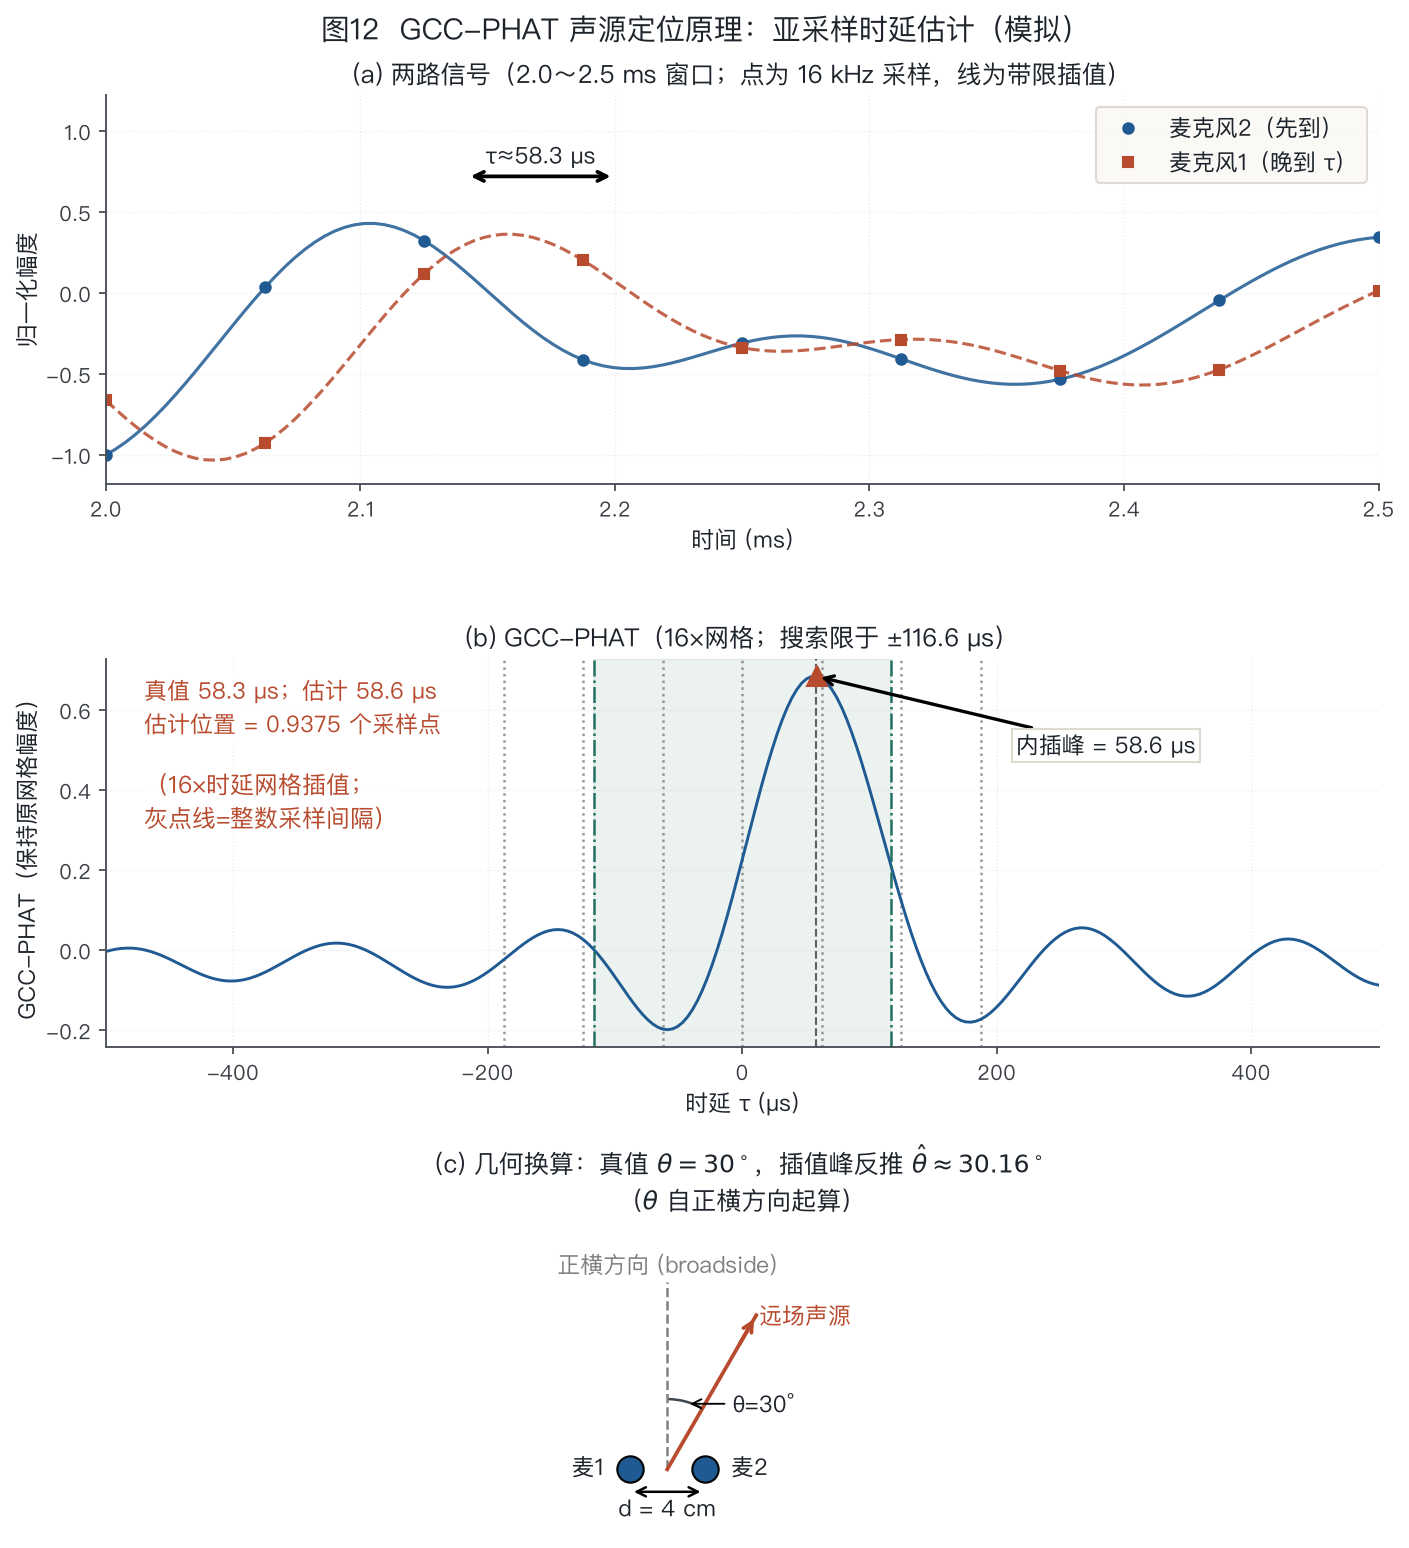 图12 GCC−PHAT 声源定位原理：亚采样时延估计（模拟）
(a) 两路信号（2.0～2.5 ms 窗口；点为 16 kHz 采样，线为带限插值）
麦克风2（先到）
麦克风1（晚到 τ）
τ≈58.3 μs
归一化幅度
1.0
0.5
0.0
−0.5
−1.0
2.0
2.1
2.2
2.3
2.4
2.5
时间 (ms)
(b) GCC−PHAT（16×网格；搜索限于 ±116.6 μs）
真值 58.3 μs；估计 58.6 μs
估计位置 = 0.9375 个采样点
（16×时延网格插值；
灰点线=整数采样间隔）
内插峰 = 58.6 μs
GCC−PHAT（保持原网格幅度）
0.6
0.4
0.2
0.0
−0.2
−400
−200
0
200
400
时延 τ (μs)
(c) 几何换算：真值 θ = 30°，插值峰反推 θ̂ ≈ 30.16°
(θ 自正横方向起算)
正横方向 (broadside)
远场声源
θ=30°
麦1
麦2
d = 4 cm